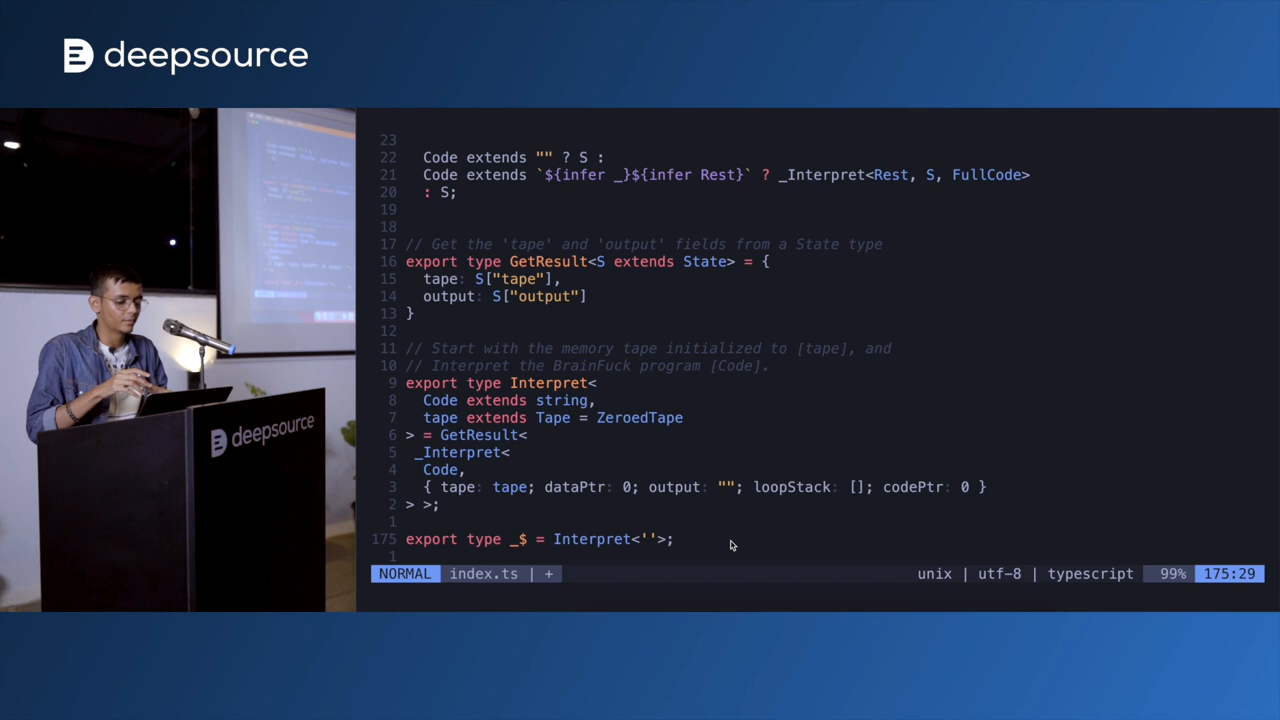 deepsource
23
22 Code extends "" ? S :
21 Code extends `${infer _}${infer Rest}` ? _Interpret<Rest, S, FullCode>
20 : S;
19
18
17 // Get the 'tape' and 'output' fields from a State type
16 export type GetResult<S extends State> = {
15 tape: S["tape"],
14 output: S["output"]
13 }
12
11 // Start with the memory tape initialized to [tape], and
10 // Interpret the BrainFuck program [Code].
9 export type Interpret<
8 Code extends string,
7 tape extends Tape = ZeroedTape
6 > = GetResult<
5 _Interpret<
4 Code,
3 { tape: tape; dataPtr: 0; output: ""; loopStack: []; codePtr: 0 }
2 > >;
1
175 export type _$ = Interpret<''>;
1
NORMAL index.ts | + unix | utf-8 | typescript 99% 175:29
deepsource